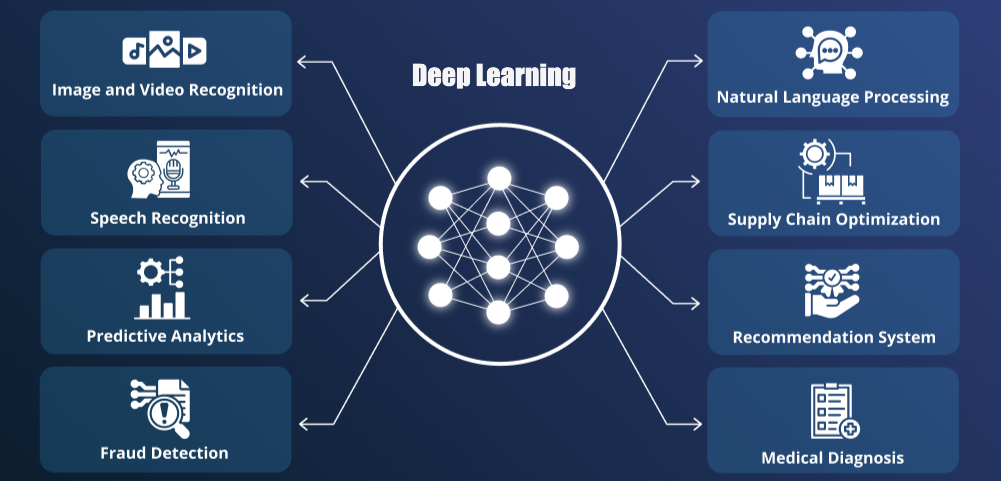 Deep Learning
Image and Video Recognition
Speech Recognition
Predictive Analytics
Fraud Detection
Natural Language Processing
Supply Chain Optimization
Recommendation System
Medical Diagnosis